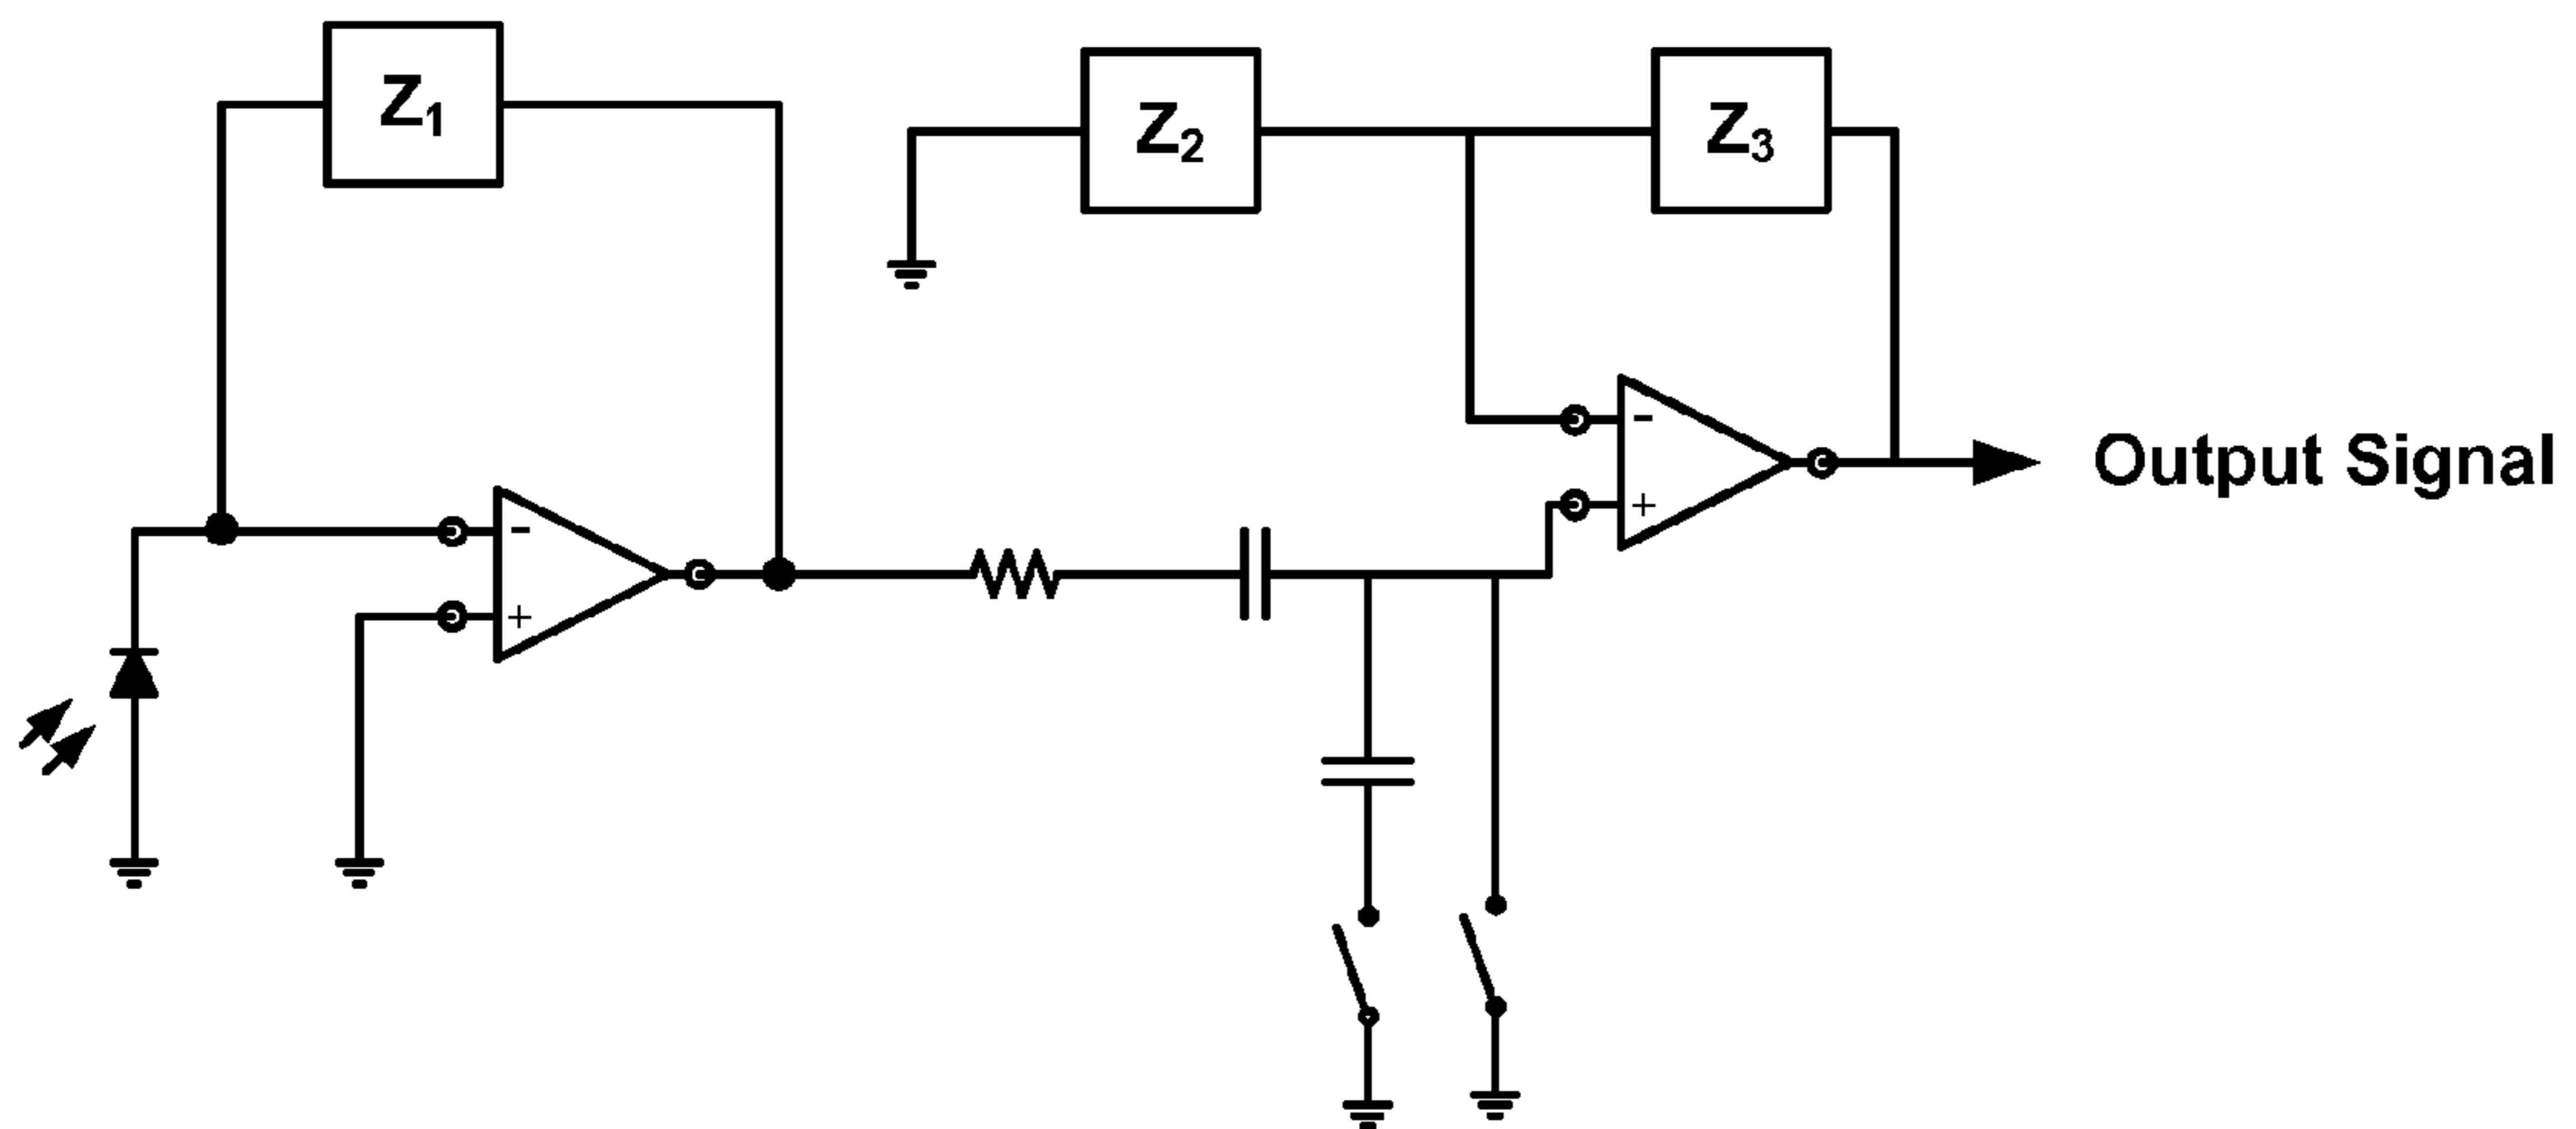 Z1
Z2
Z3
-
+
-
+
Output Signal